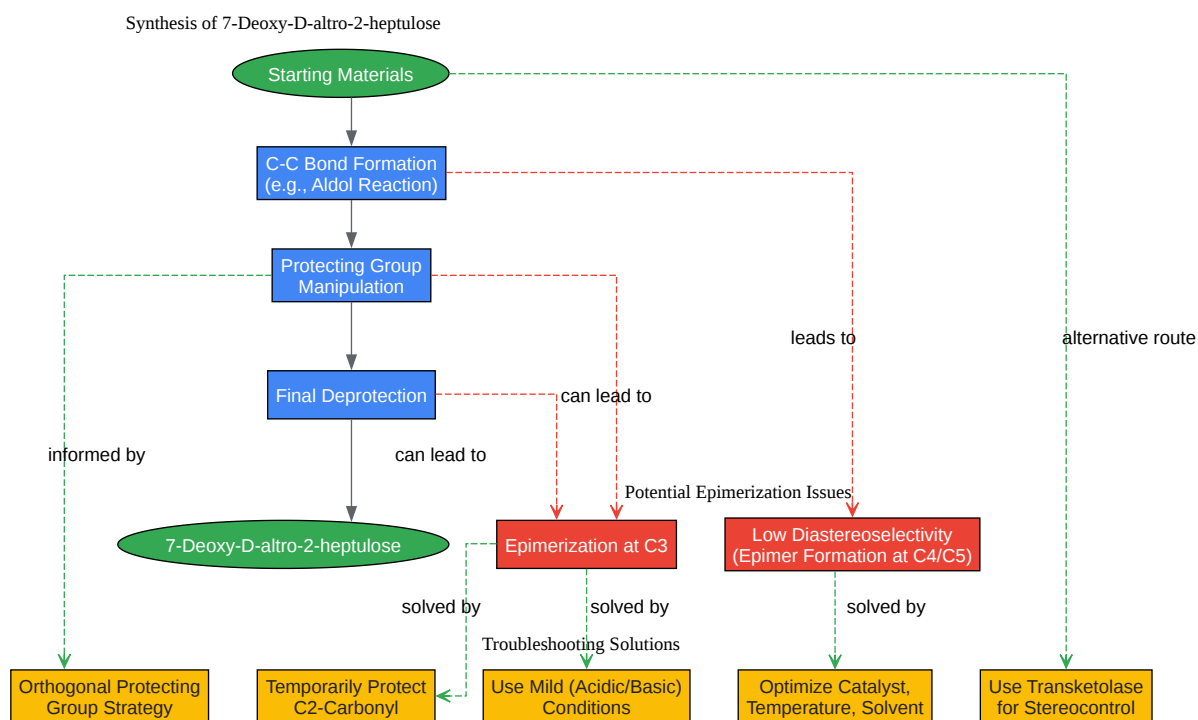 Synthesis of 7-Deoxy-D-altro-2-heptulose
Starting Materials
C-C Bond Formation
(e.g., Aldol Reaction)
Protecting Group
Manipulation
leads to
alternative route
Final Deprotection
can lead to
informed by
can lead to
Potential Epimerization Issues
7-Deoxy-D-altro-2-heptulose
Epimerization at C3
Low Diastereoselectivity
(Epimer Formation at C4/C5)
solved by
solved by
solved by
Troubleshooting Solutions
Orthogonal Protecting
Group Strategy
Temporarily Protect
C2-Carbonyl
Use Mild (Acidic/Basic)
Conditions
Optimize Catalyst,
Temperature, Solvent
Use Transketolase
for Stereocontrol